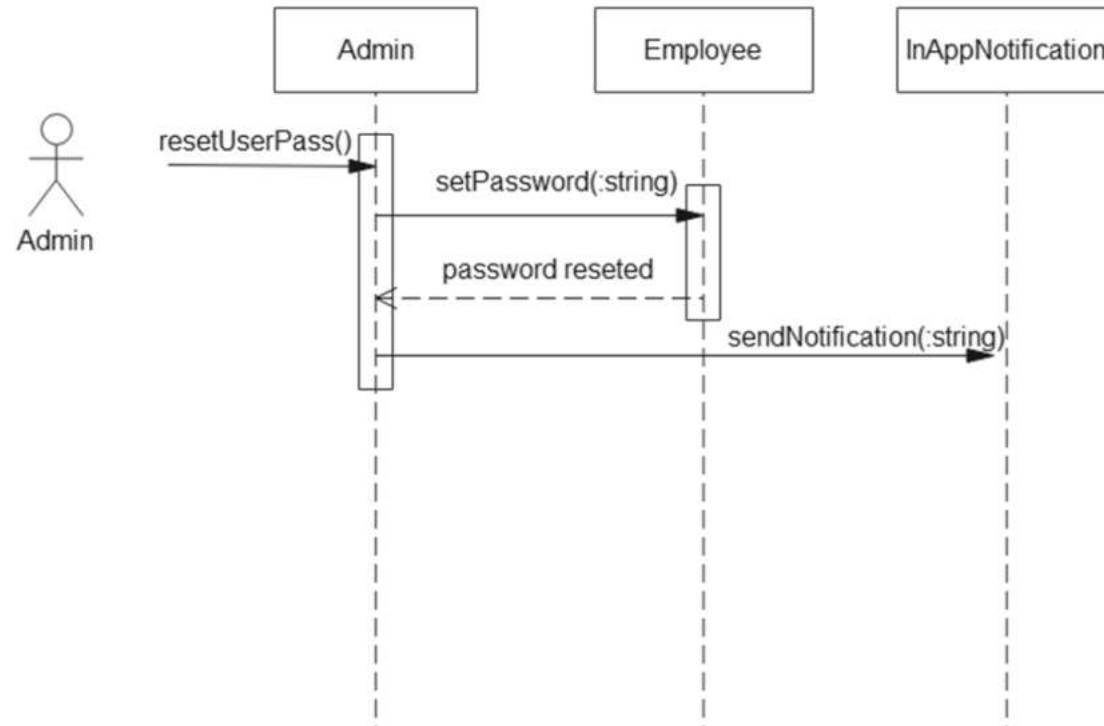 Admin
Employee
InAppNotification
resetUserPass()
setPassword(:string)
Admin
password reseted
sendNotification(:string)